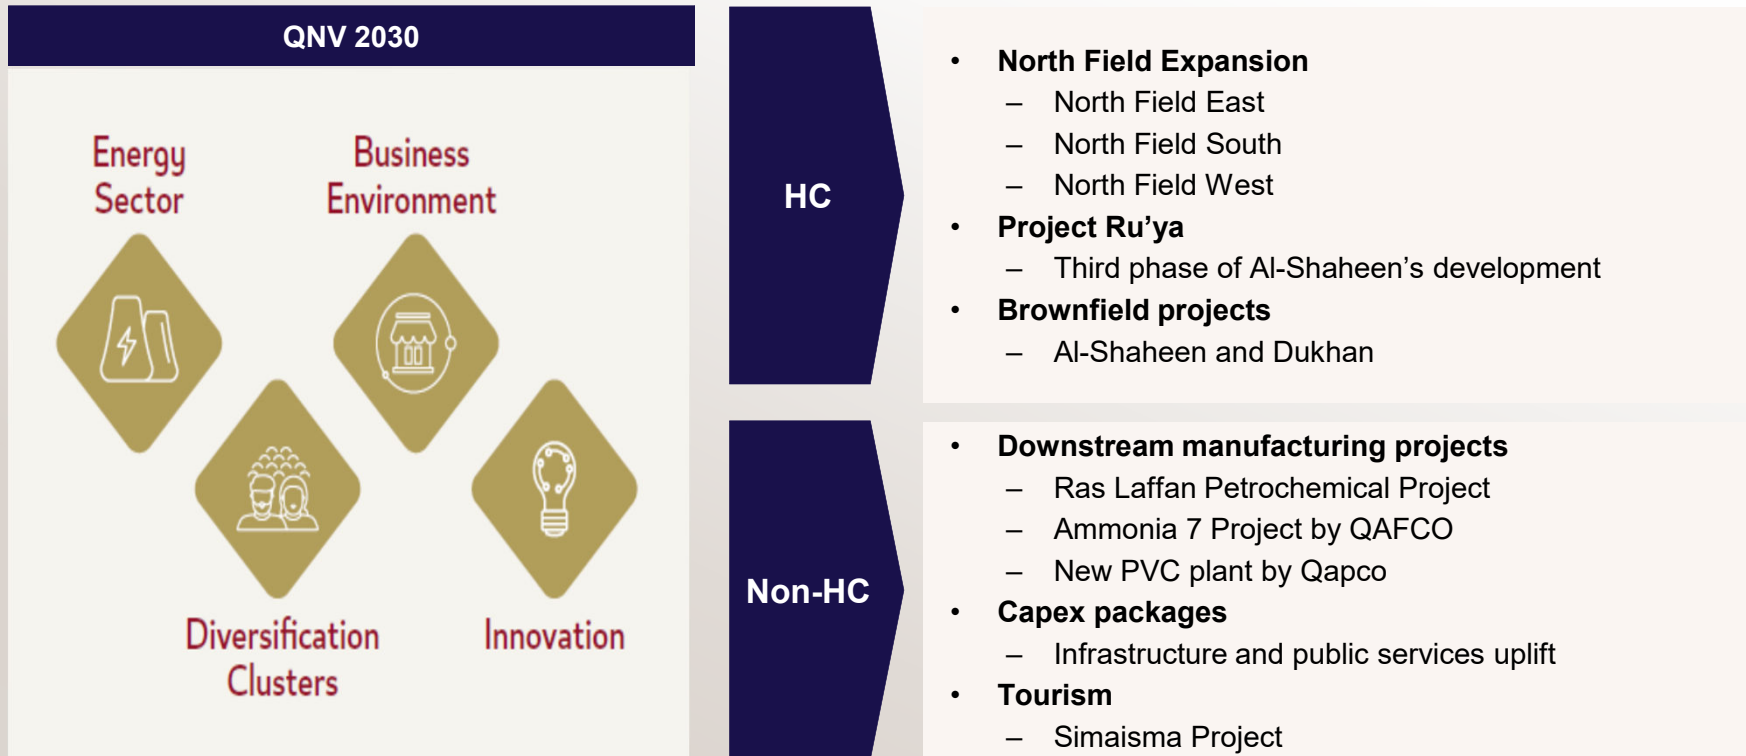 QNV 2030
Energy
Sector
Business
Environment
Diversification
Clusters
Innovation
HC
• North Field Expansion
– North Field East
– North Field South
– North Field West
• Project Ru’ya
– Third phase of Al-Shaheen’s development
• Brownfield projects
– Al-Shaheen and Dukhan
Non-HC
• Downstream manufacturing projects
– Ras Laffan Petrochemical Project
– Ammonia 7 Project by QAFCO
– New PVC plant by Qapco
• Capex packages
– Infrastructure and public services uplift
• Tourism
– Simaisma Project